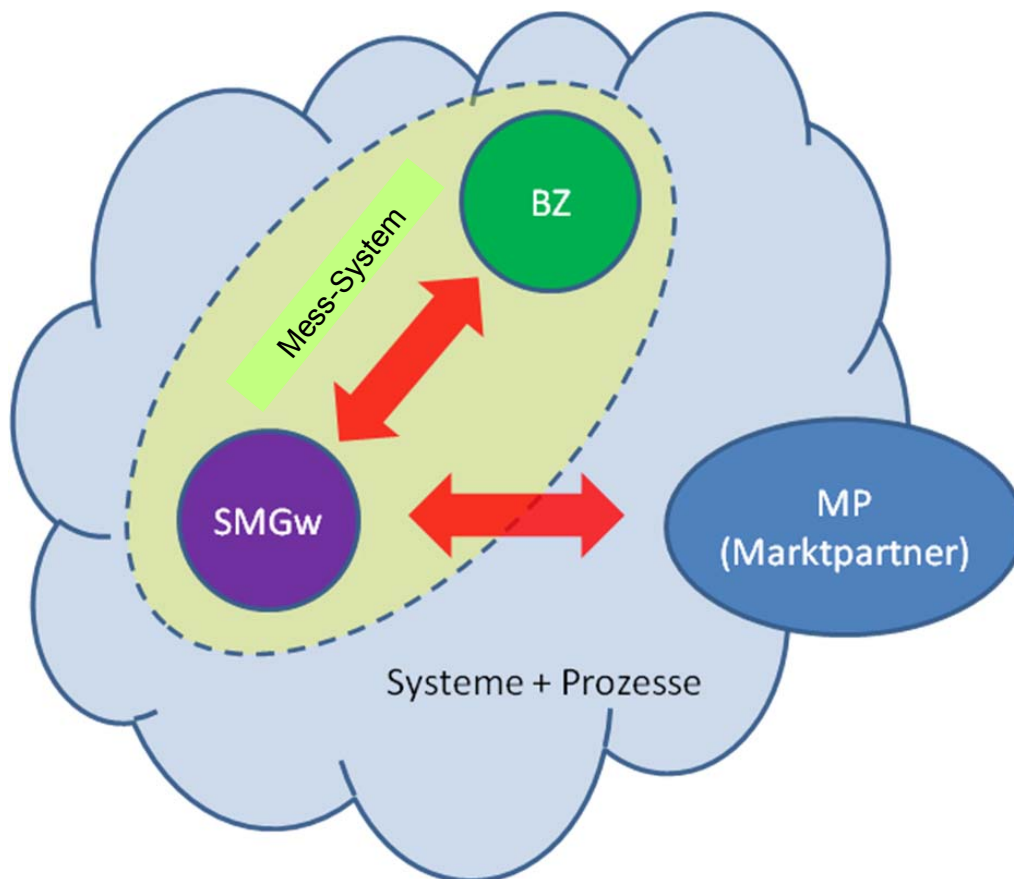 BZ
Mess-System
SMGw
MP
(Marktpartner)
Systeme + Prozesse